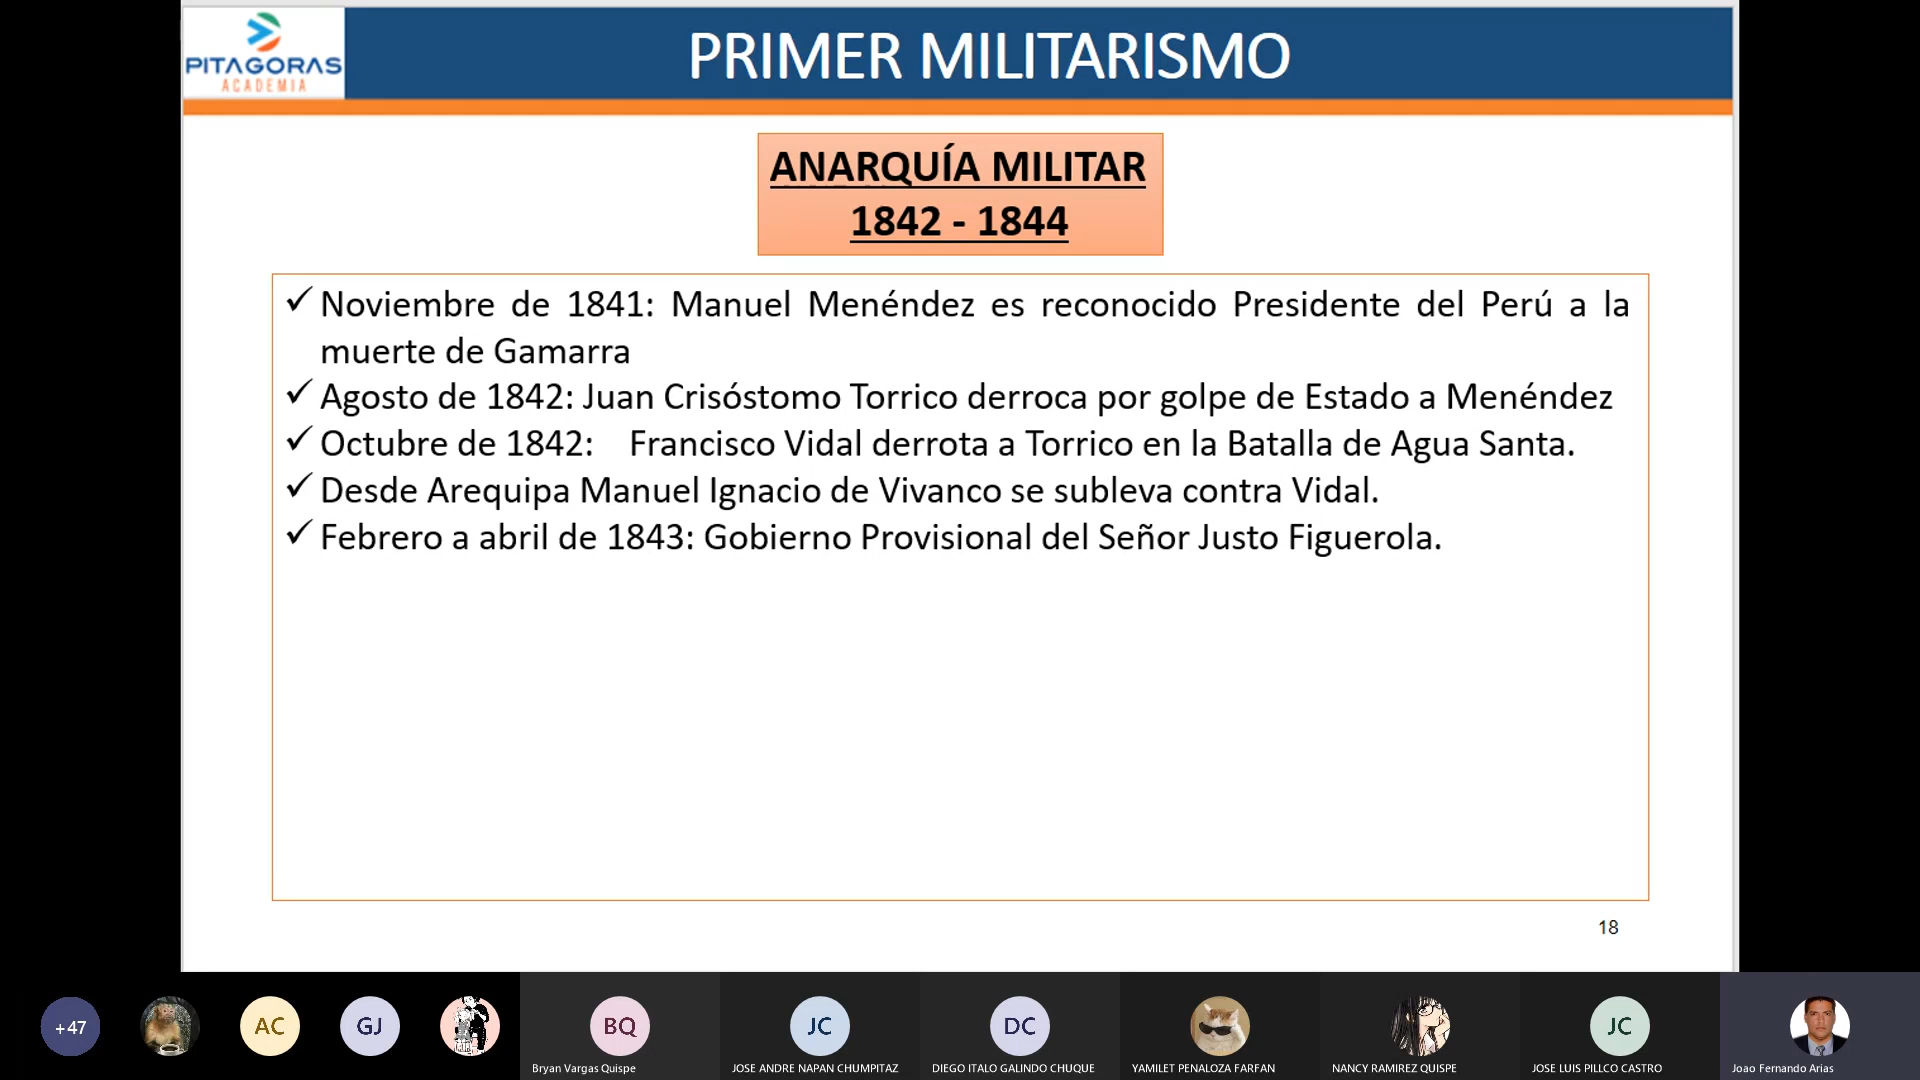 PITAGORAS
ACADEMIA
PRIMER MILITARISMO
ANARQUÍA MILITAR
1842 - 1844
✓ Noviembre de 1841: Manuel Menéndez es reconocido Presidente del Perú a la
muerte de Gamarra
✓ Agosto de 1842: Juan Crisóstomo Torrico derroca por golpe de Estado a Menéndez
✓ Octubre de 1842: Francisco Vidal derrota a Torrico en la Batalla de Agua Santa.
✓ Desde Arequipa Manuel Ignacio de Vivanco se subleva contra Vidal.
✓ Febrero a abril de 1843: Gobierno Provisional del Señor Justo Figuerola.
18
+47
AC
GJ
BQ
JC
DC
JC
Bryan Vargas Quispe
JOSE ANDRE NAPAN CHUMPITAZ
DIEGO ITALO GALINDO CHUQUE
YAMILET PENALOZA FARFAN
NANCY RAMIREZ QUISPE
JOSE LUIS PILLCO CASTRO
Joao Fernando Arias